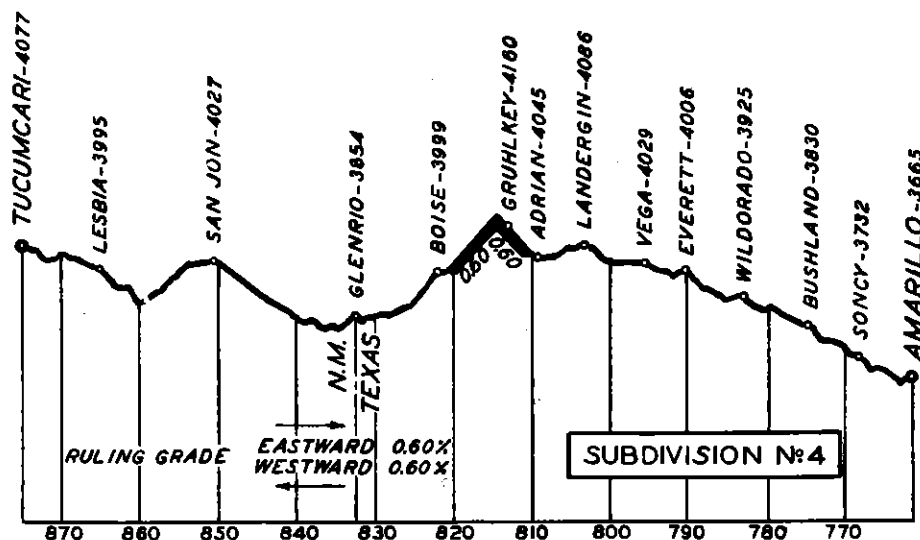 TUCUMCARI-4077
LESBIA-3995
SAN JON-4027
GLENRIO-3854
BOISE-3999
GRUHLKEY-4160
ADRIAN-4045
LANDERGIN-4086
VEGA-4029
EVERETT-4006
WILDORADO-3925
BUSHLAND-3830
SONCY-3732
AMARILLO-3665
0.60
0.60
N.M.
TEXAS
RULING GRADE
EASTWARD 0.60%
WESTWARD 0.60%
SUBDIVISION №4
870 860 850 840 830 820 810 800 790 780 770